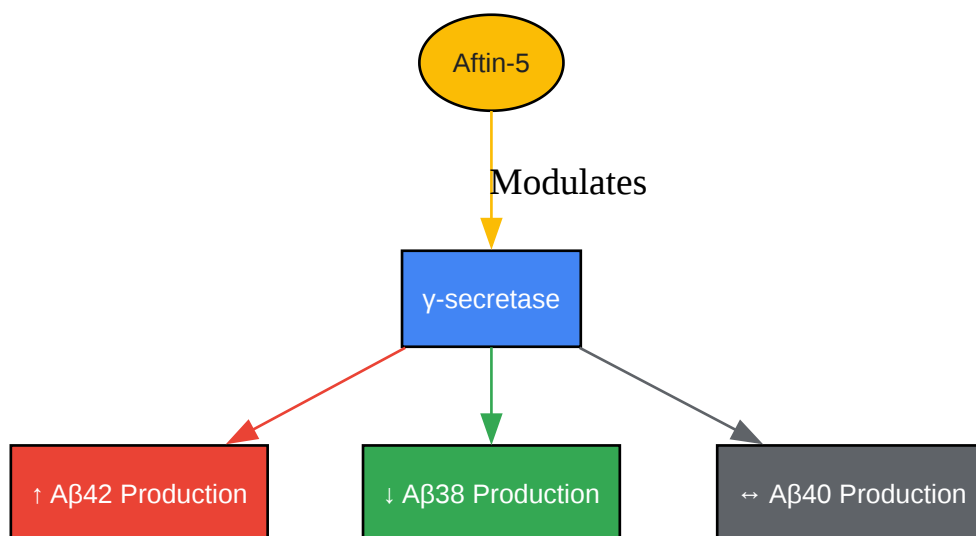 Aftin-5
Modulates
γ-secretase
↑ Aβ42 Production
↓ Aβ38 Production
↔ Aβ40 Production